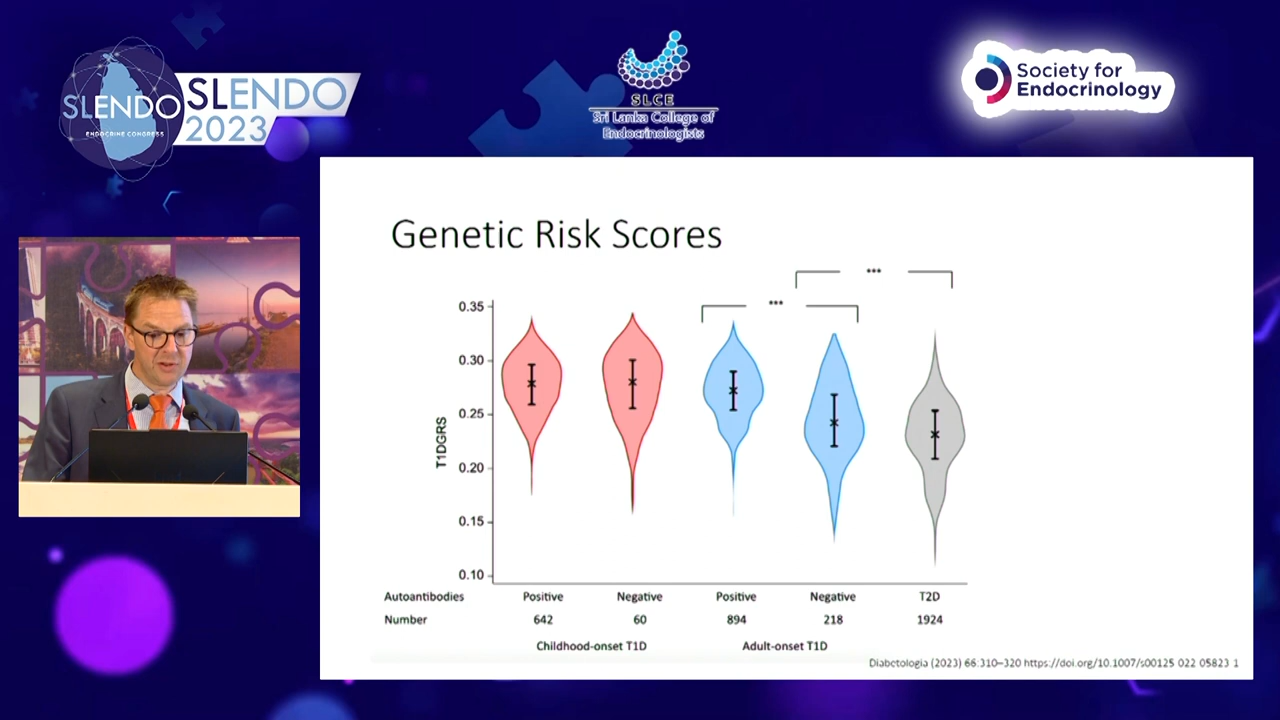 SLENDO
ENDOCRINE CONGRESS
SLENDO
2023
SLCE
Sri Lanka College of
Endocrinologists
Society for
Endocrinology
Genetic Risk Scores
***
***
0.35
0.30
0.25
0.20
0.15
0.10
T1DGRS
Autoantibodies Positive Negative Positive Negative T2D
Number 642 60 894 218 1924
Childhood-onset T1D Adult-onset T1D
Diabetologia (2023) 66:310–320 https://doi.org/10.1007/s00125 022 05823 1